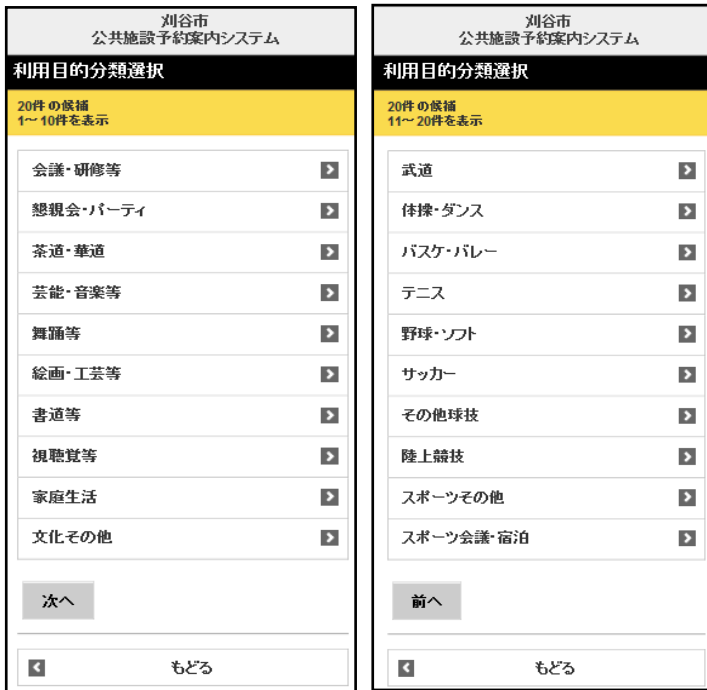 刈谷市
公共施設予約案内システム
利用目的分類選択
20件の候補
1～10件を表示
会議・研修等
懇親会・パーティ
茶道・華道
芸能・音楽等
舞踊等
絵画・工芸等
書道等
視聴覚等
家庭生活
文化その他
次へ
もどる
刈谷市
公共施設予約案内システム
利用目的分類選択
20件の候補
11～20件を表示
武道
体操・ダンス
バスケ・バレー
テニス
野球・ソフト
サッカー
その他球技
陸上競技
スポーツその他
スポーツ会議・宿泊
前へ
もどる